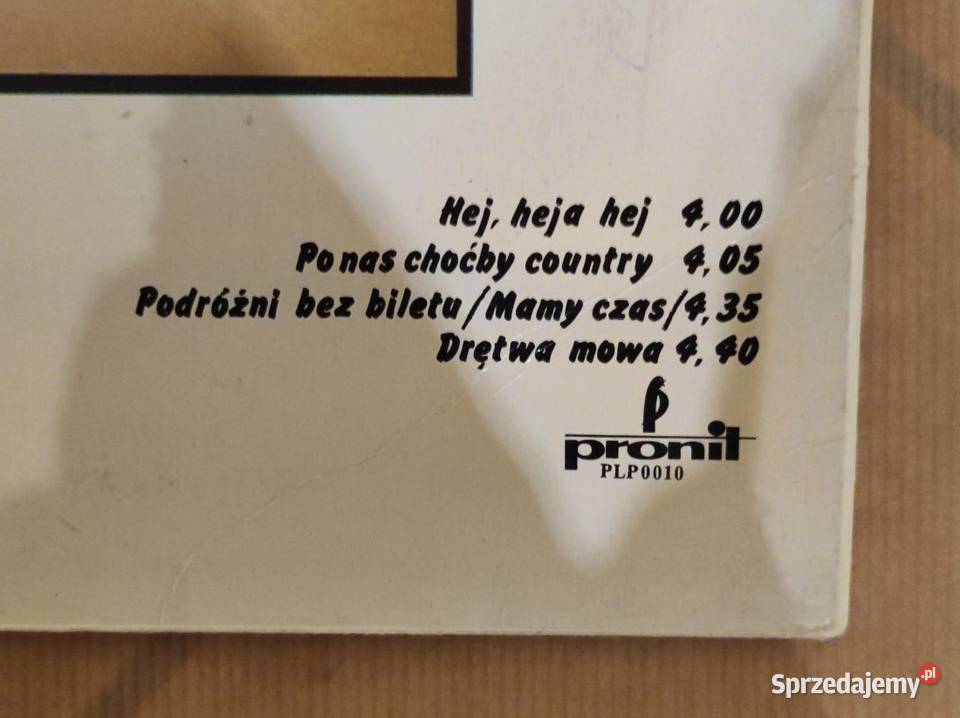 Hej, heja hej 4,00
Po nas choćby country 4,05
Podróżni bez biletu/Mamy czas/4,35
Drętwa mowa 4,40
pronit
PLP0010
Sprzedajemy.pl